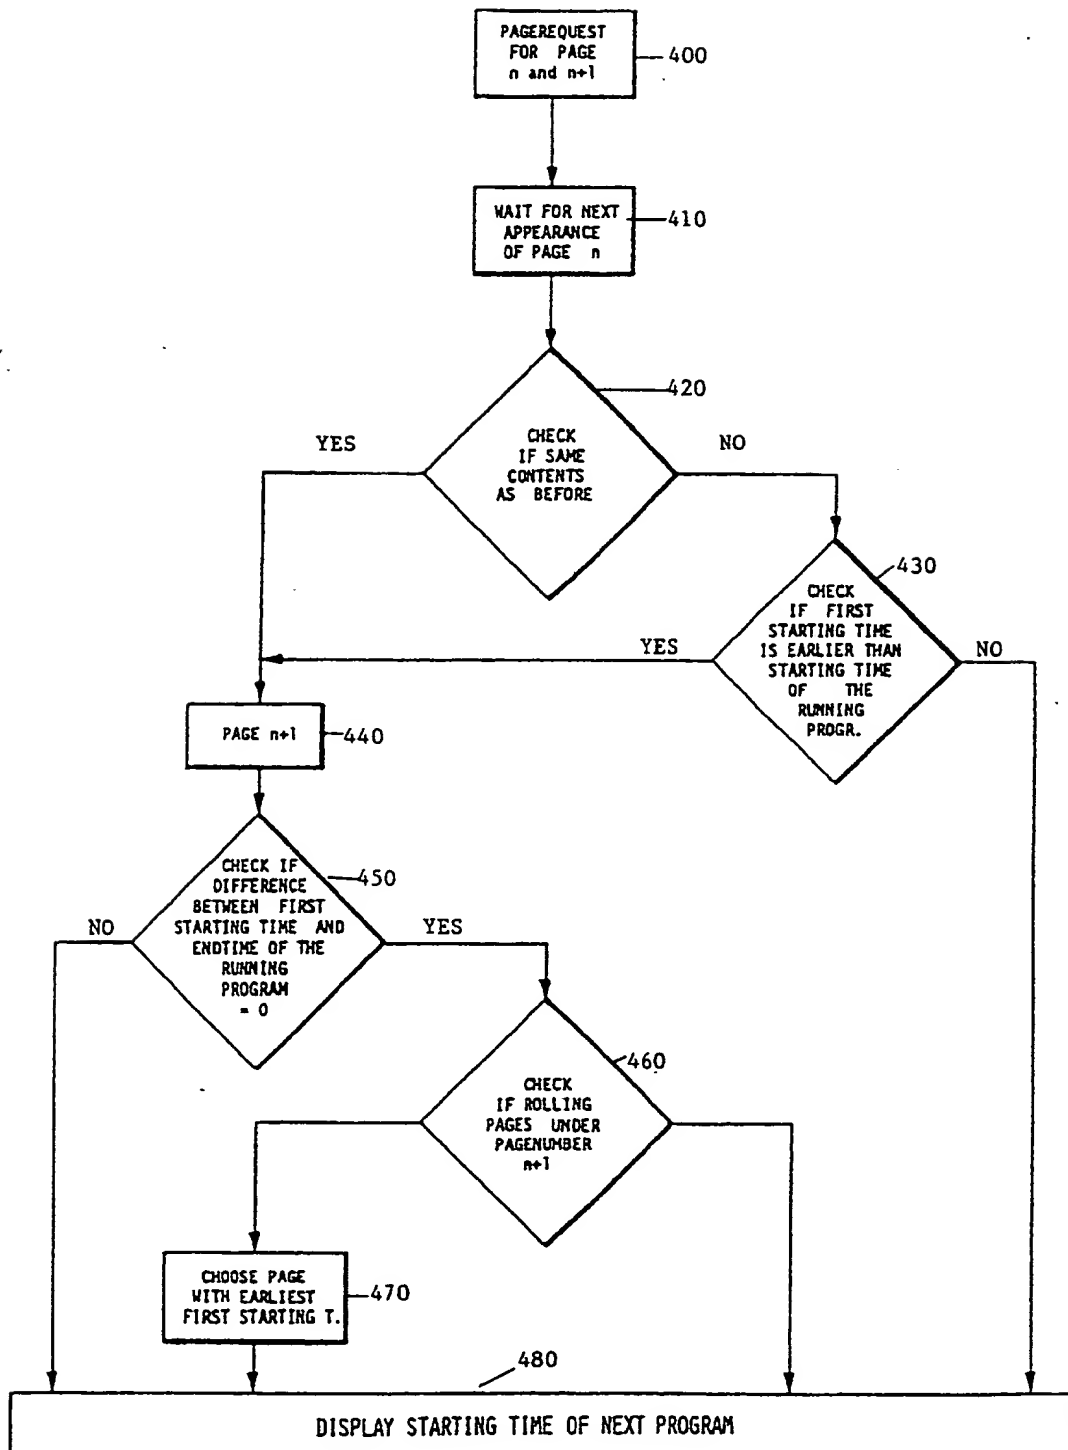 PAGEREQUEST
FOR PAGE
n and n+1
400
WAIT FOR NEXT
APPEARANCE
OF PAGE n
410
420
CHECK
IF SAME
CONTENTS
AS BEFORE
YES
NO
430
CHECK
IF FIRST
STARTING TIME
IS EARLIER THAN
STARTING TIME
OF THE
RUNNING
PROGR.
YES
NO
PAGE n+1
440
CHECK IF
DIFFERENCE
BETWEEN FIRST
STARTING TIME AND
ENDTIME OF THE
RUNNING
PROGRAM
= 0
450
NO
YES
460
CHECK
IF ROLLING
PAGES UNDER
PAGENUMBER
n+1
CHOOSE PAGE
WITH EARLIEST
FIRST STARTING T.
470
480
DISPLAY STARTING TIME OF NEXT PROGRAM